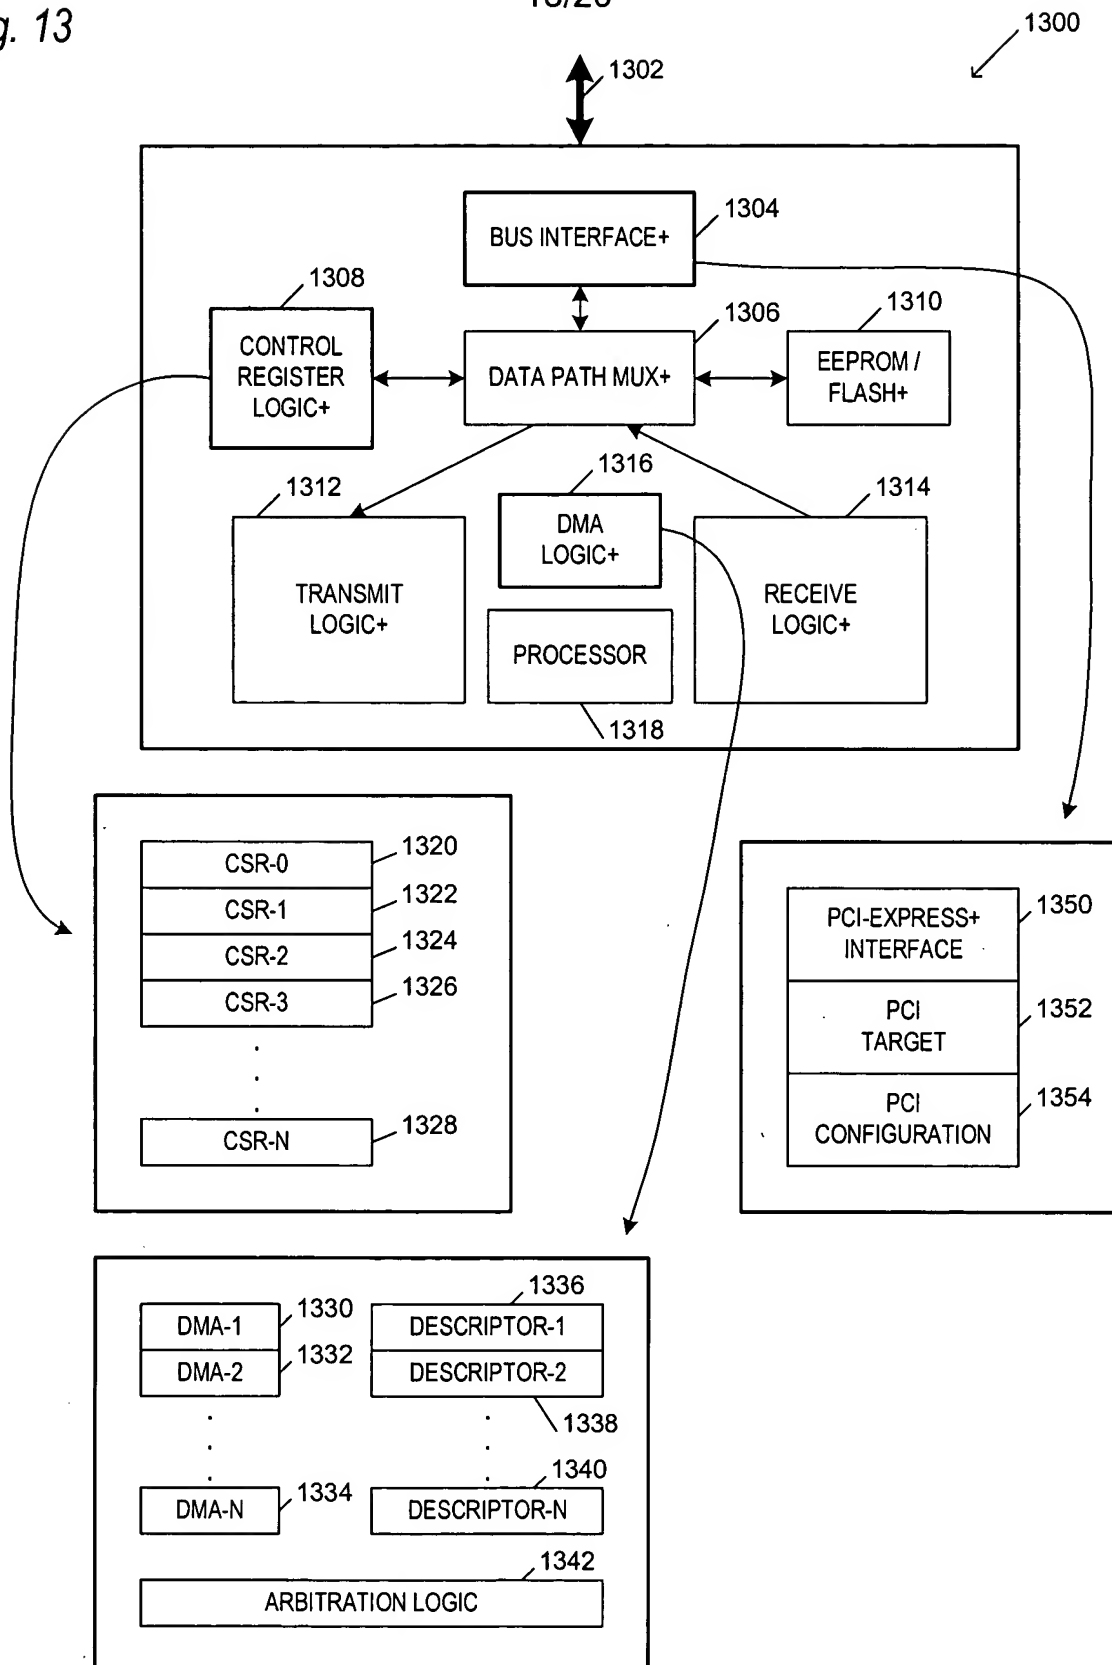 g. 13
1300
1302
1304
BUS INTERFACE+
1308
1306
1310
CONTROL
REGISTER
LOGIC+
DATA PATH MUX+
EEPROM /
FLASH+
1316
1312
1314
DMA
LOGIC+
TRANSMIT
LOGIC+
RECEIVE
LOGIC+
PROCESSOR
1318
CSR-0
1320
CSR-1
1322
CSR-2
1324
CSR-3
1326
CSR-N
1328
PCI-EXPRESS+
INTERFACE
1350
PCI
TARGET
1352
PCI
CONFIGURATION
1354
1336
DMA-1
1330
DESCRIPTOR-1
DMA-2
1332
DESCRIPTOR-2
1338
1340
DMA-N
1334
DESCRIPTOR-N
1342
ARBITRATION LOGIC